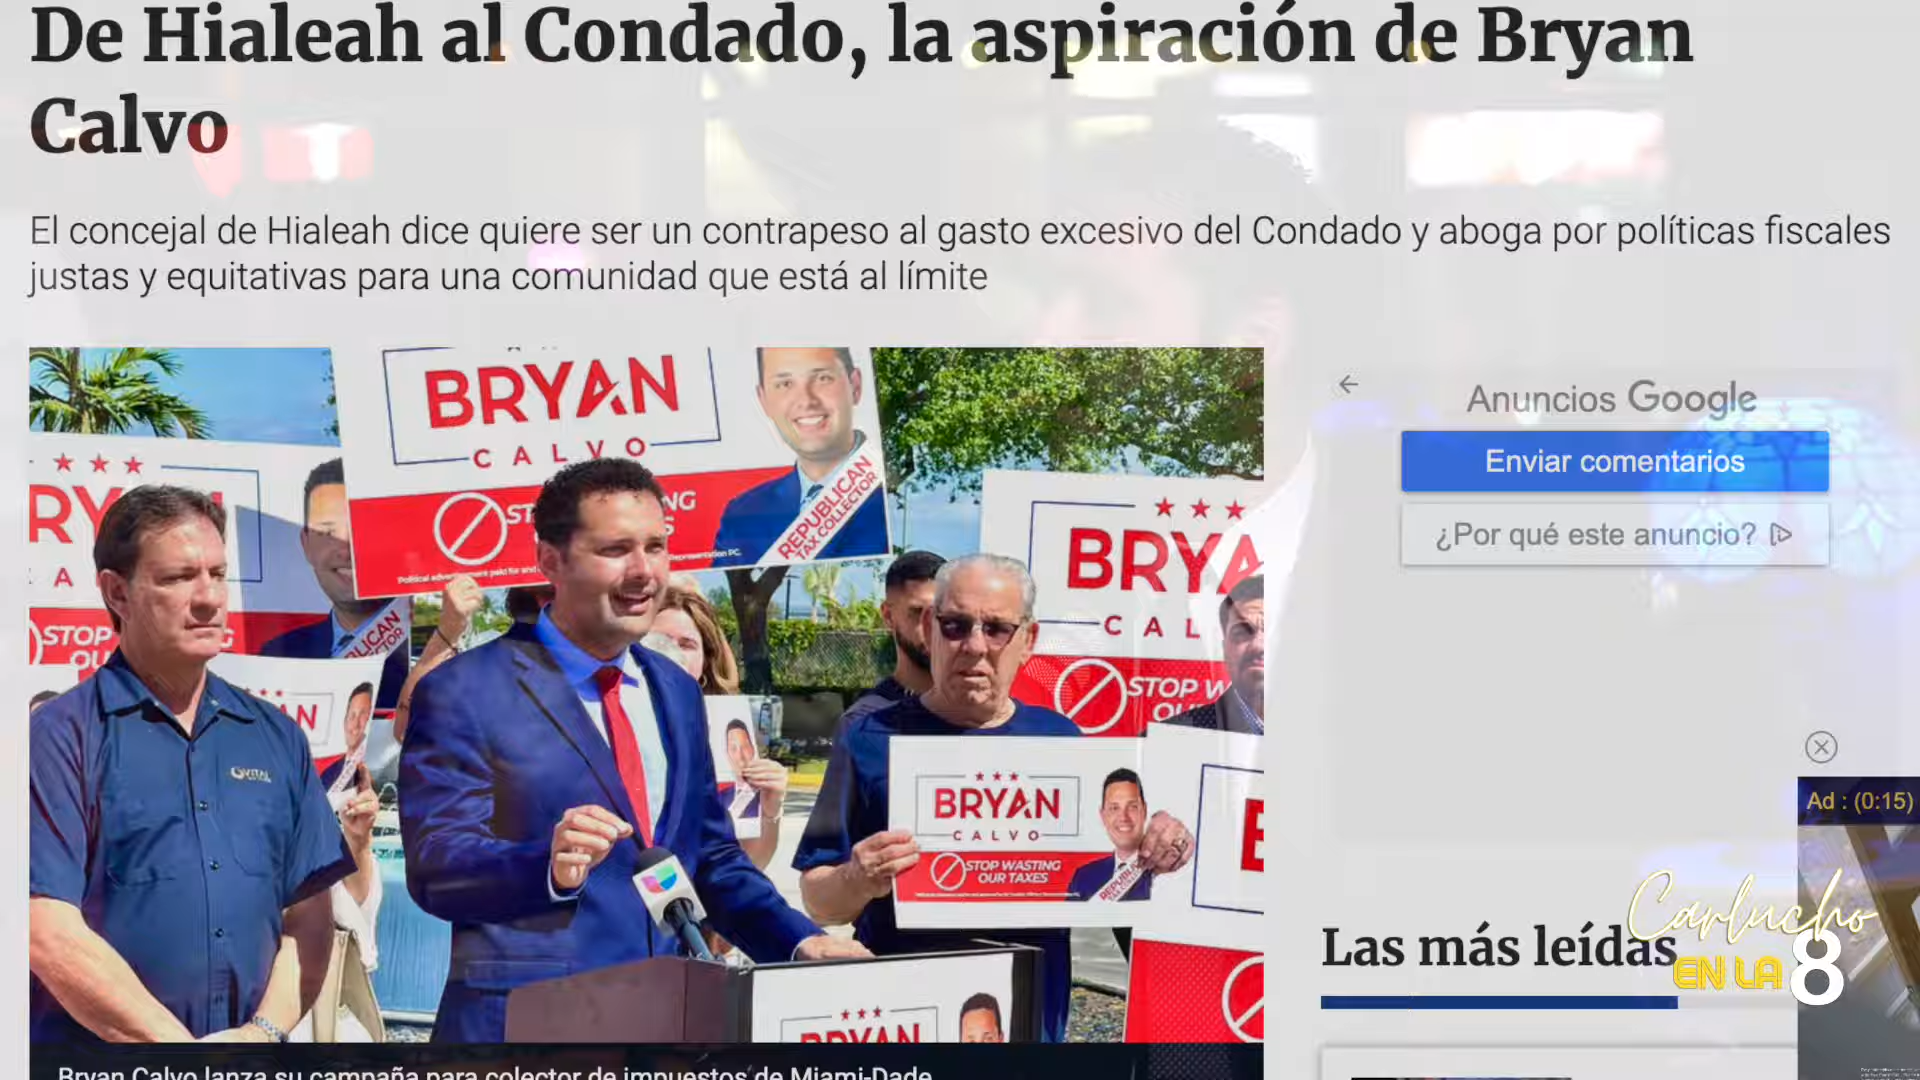 De Hialeah al Condado, la aspiración de Bryan
Calvo
El concejal de Hialeah dice quiere ser un contrapeso al gasto excesivo del Condado y aboga por políticas fiscales
justas y equitativas para una comunidad que está al límite
BRYAN
CALVO
REPUBLICAN
TAX COLLECTOR
STOP
BRYAN
CALVO
STOP WASTING
OUR TAXES
STOP
BRYAN
VITAL
Anuncios Google
Enviar comentarios
¿Por qué este anuncio?
Ad : (0:15)
Las más leídas
Carlucho
EN LA 8
Bryan Calvo lanza su campaña para colector de impuestos de Miami-Dade